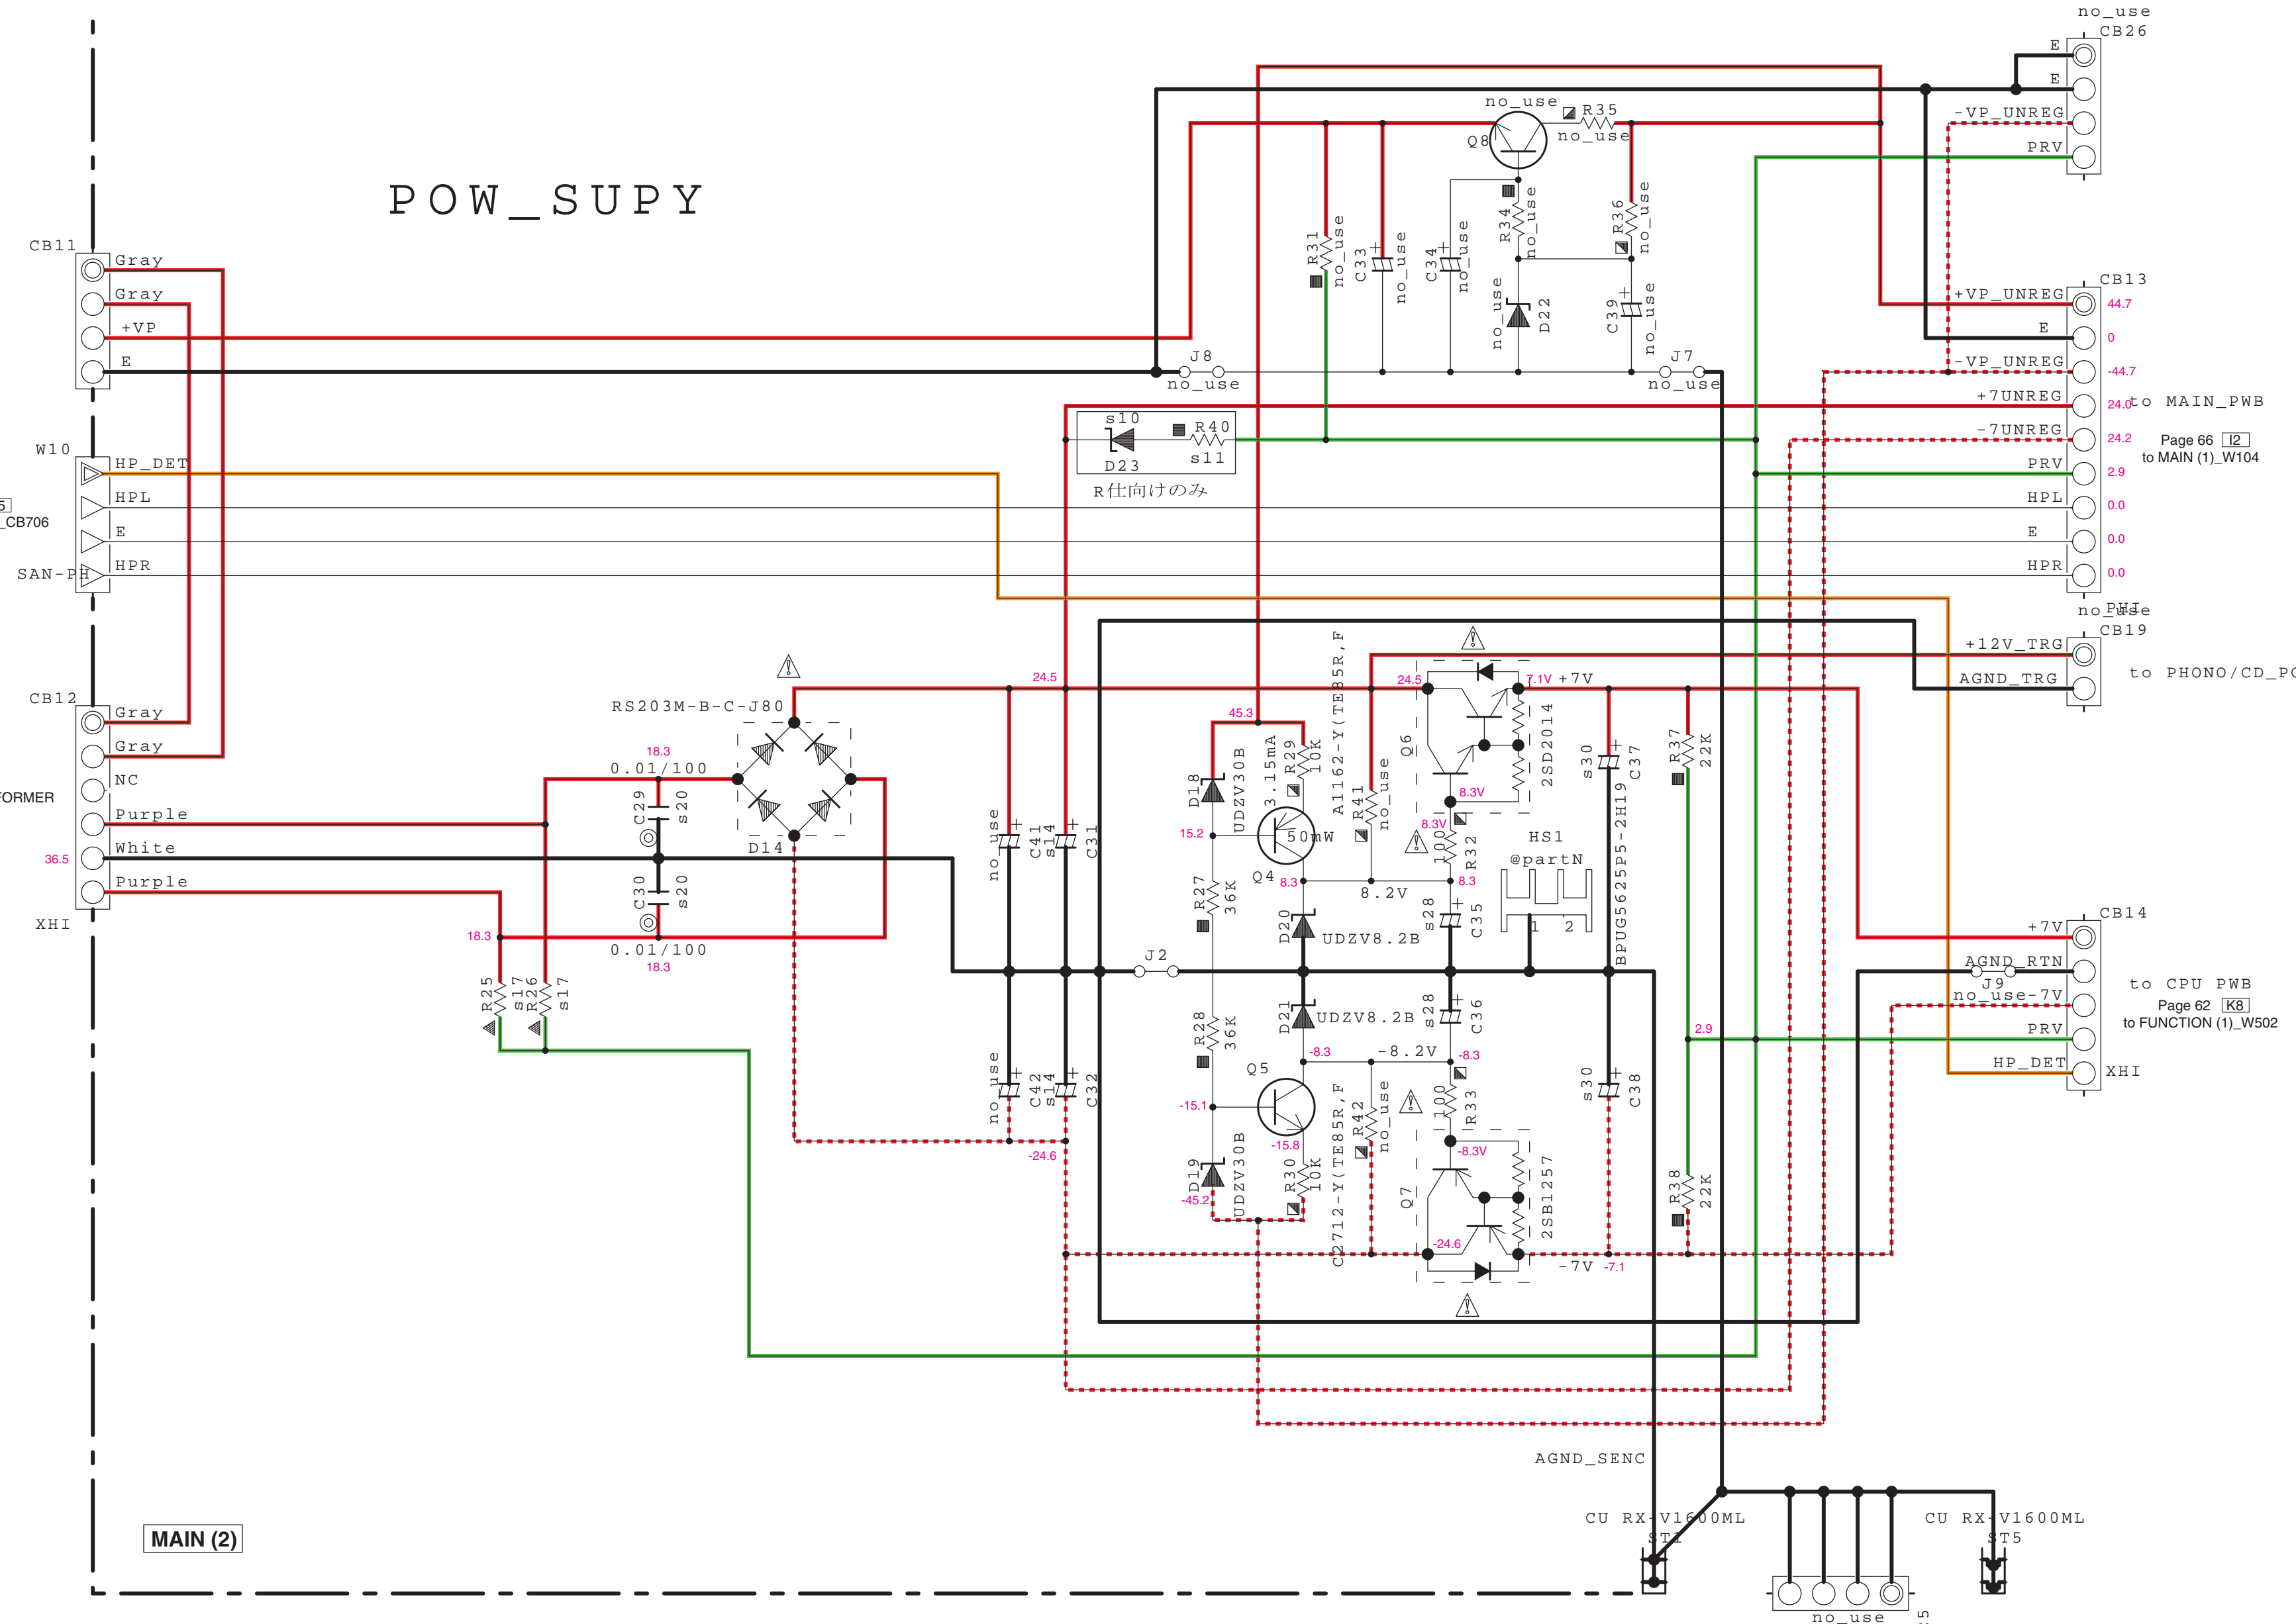 no_use
CB26
E
E
-VP_UNREG
PRV
POW_SUPY
no_use
R35
no_use
Q8
R34
no_use
R36
no_use
R31
no_use
C33
no_use
C34
no_use
no_use
D22
C39
no_use
CB11
Gray
Gray
+VP
E
J8
no_use
J7
no_use
CB13
+VP_UNREG
44.7
E
0
-VP_UNREG
-44.7
+7UNREG
24.0
to MAIN_PWB
-7UNREG
24.2
Page 66 I2
to MAIN (1)_W104
PRV
2.9
HPL
0.0
E
0.0
HPR
0.0
PHI
s10
R40
D23
s11
R仕向けのみ
W10
HP_DET
HPL
E
HPR
5
_CB706
SAN-PH
no_use
CB19
+12V_TRG
AGND_TRG
to PHONO/CD_PC
CB12
Gray
Gray
NC
Purple
White
Purple
FORMER
36.5
XHI
RS203M-B-C-J80
D14
18.3
0.01/100
C29
s20
C30
s20
0.01/100
18.3
18.3
R25
s17
R26
s17
24.5
no_use
C41
s14
C31
no_use
C42
s14
C32
-24.6
J2
45.3
D18
UDZV30B
3.15mA
R29
10K
A1162-Y(TE85R,F
15.2
50mW
Q4
8.3
R27
36K
R41
no_use
8.2V
D20
UDZV8.2B
D21
UDZV8.2B
R28
36K
-8.3
-8.2V
-8.3
Q5
-15.1
-15.8
D19
-45.2
UDZV30B
R30
10K
C2712-Y(TE85R,F
R42
no_use
24.5
7.1V
+7V
Q6
2SD2014
8.3V
8.3V
100
R32
8.3
s28
C35
s28
C36
HS1
@partN
1 2
BPUG5625P5-2H19
s30
C37
R37
22K
s30
C38
100
R33
-8.3V
Q7
2SB1257
-24.6
-7V
-7.1
R38
22K
2.9
CB14
+7V
AGND_RTN
J9
no_use
-7V
PRV
HP_DET
XHI
to CPU PWB
Page 62 K8
to FUNCTION (1)_W502
AGND_SENC
CU RX-V1600ML
ST1
CU RX-V1600ML
ST5
no_use
MAIN (2)